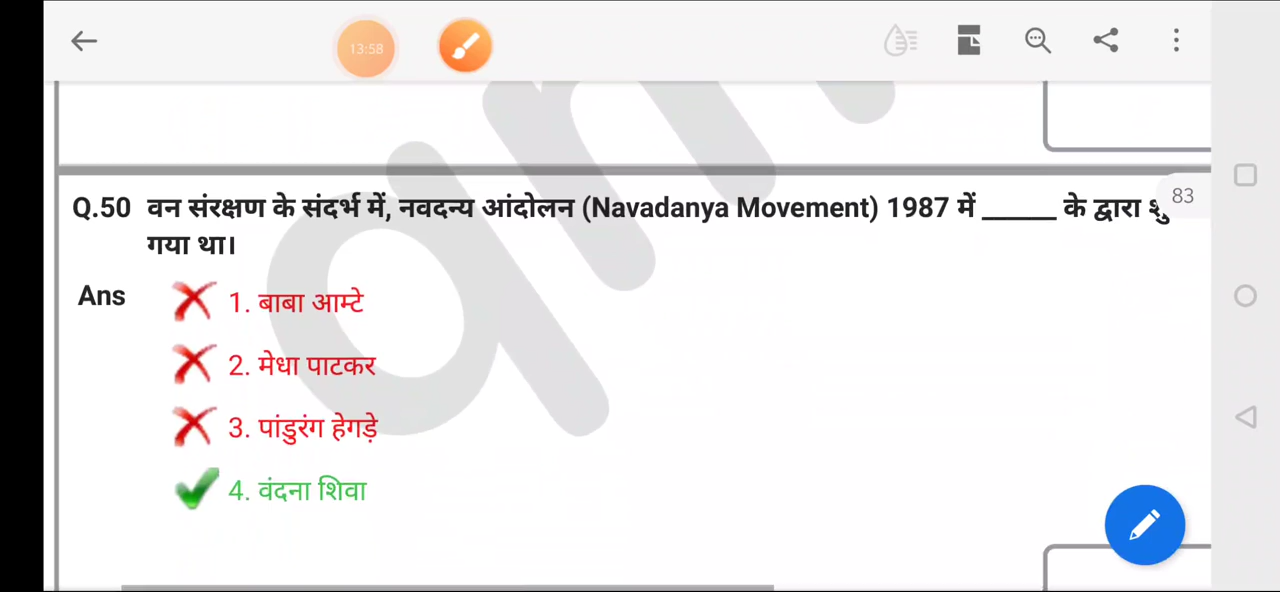 13:58
83
Q.50 वन संरक्षण के संदर्भ में, नवदन्य आंदोलन (Navadanya Movement) 1987 में ______ के द्वारा
गया था।
Ans
1. बाबा आम्टे
2. मेधा पाटकर
3. पांडुरंग हेगड़े
4. वंदना शिवा